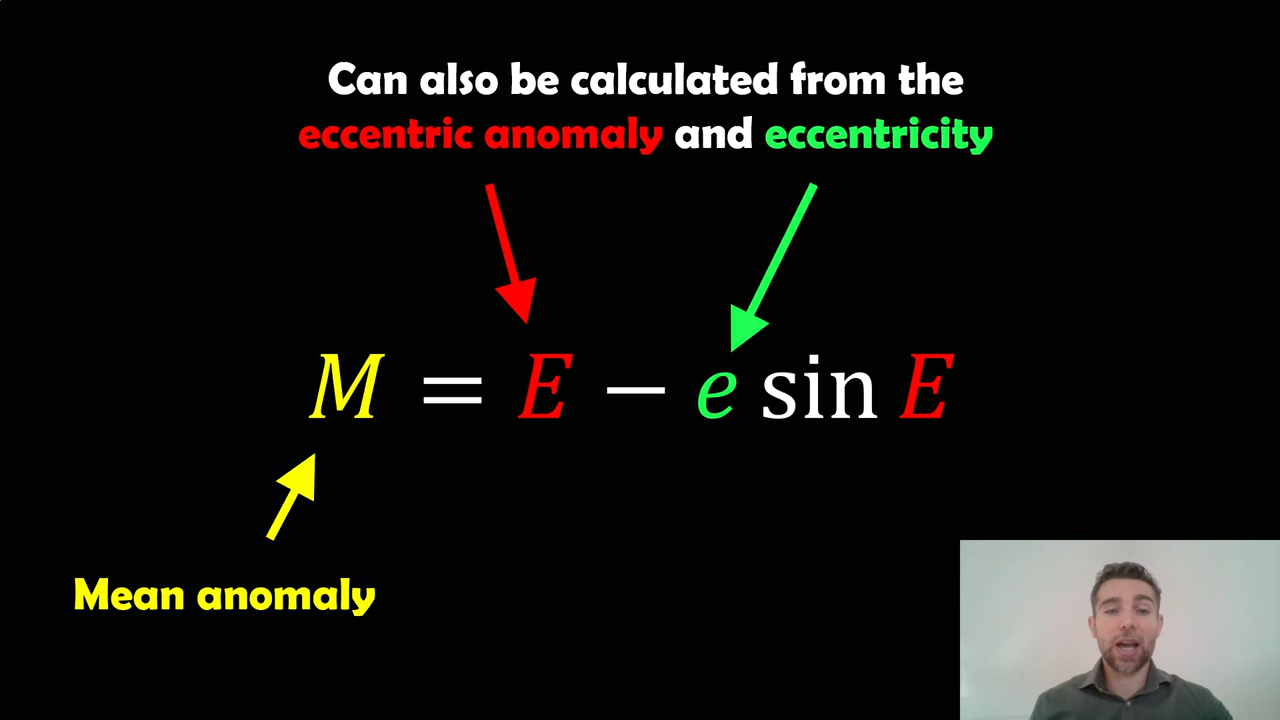 Can also be calculated from the
eccentric anomaly and eccentricity
M = E − e sin E
Mean anomaly